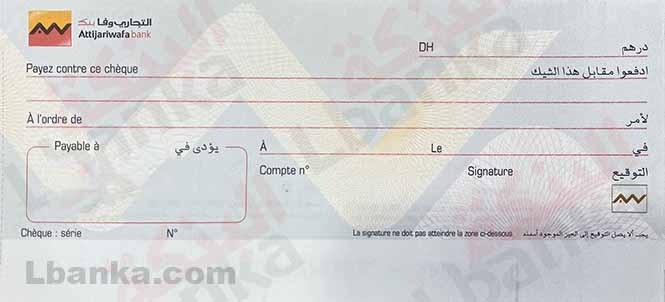 التجاري وفا بنك
Attijariwafa bank
DH درهم
Payez contre ce chèque ادفعوا مقابل هذا الشيك
À l'ordre de لأمر
Payable à يؤدى في À Le في
Compte n° Signature التوقيع
Chèque : série N° La signature ne doit pas atteindre la zone ci-dessous يجب ألا يصل التوقيع إلى الحيز الموجود أسفله
Lbanka.com
Lbanka
البنكة